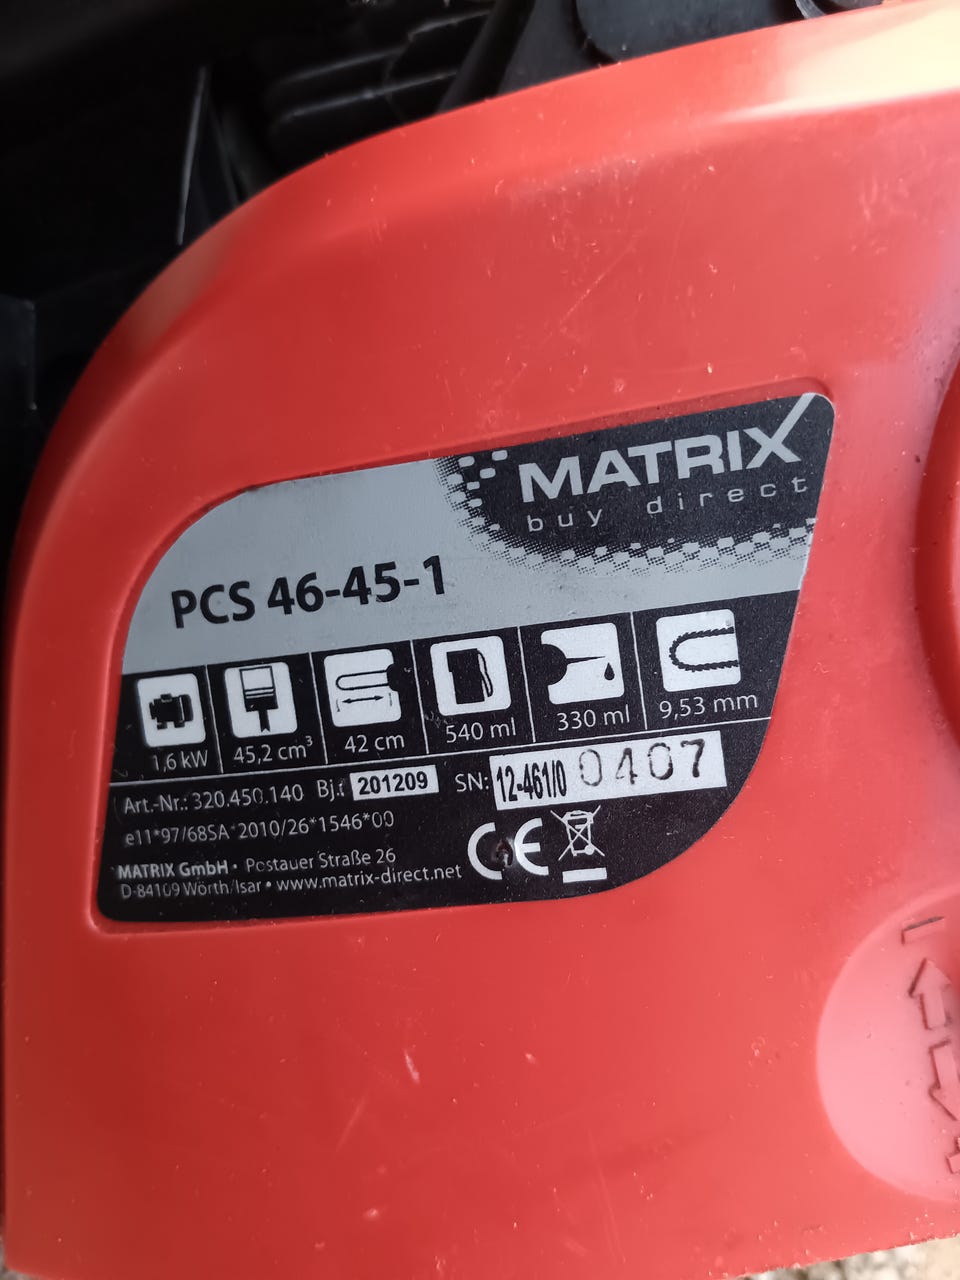 MATRIX
buy direct
PCS 46-45-1
1,6 kW 45,2 cm³ 42 cm 540 ml 330 ml 9,53 mm
Art.-Nr.: 320.450.140 Bj.: 201209 SN: 12-461/0 0407
e11*97/68SA*2010/26*1546*00
MATRIX GmbH • Postauer Straße 26
D-84109 Wörth/Isar • www.matrix-direct.net
CE